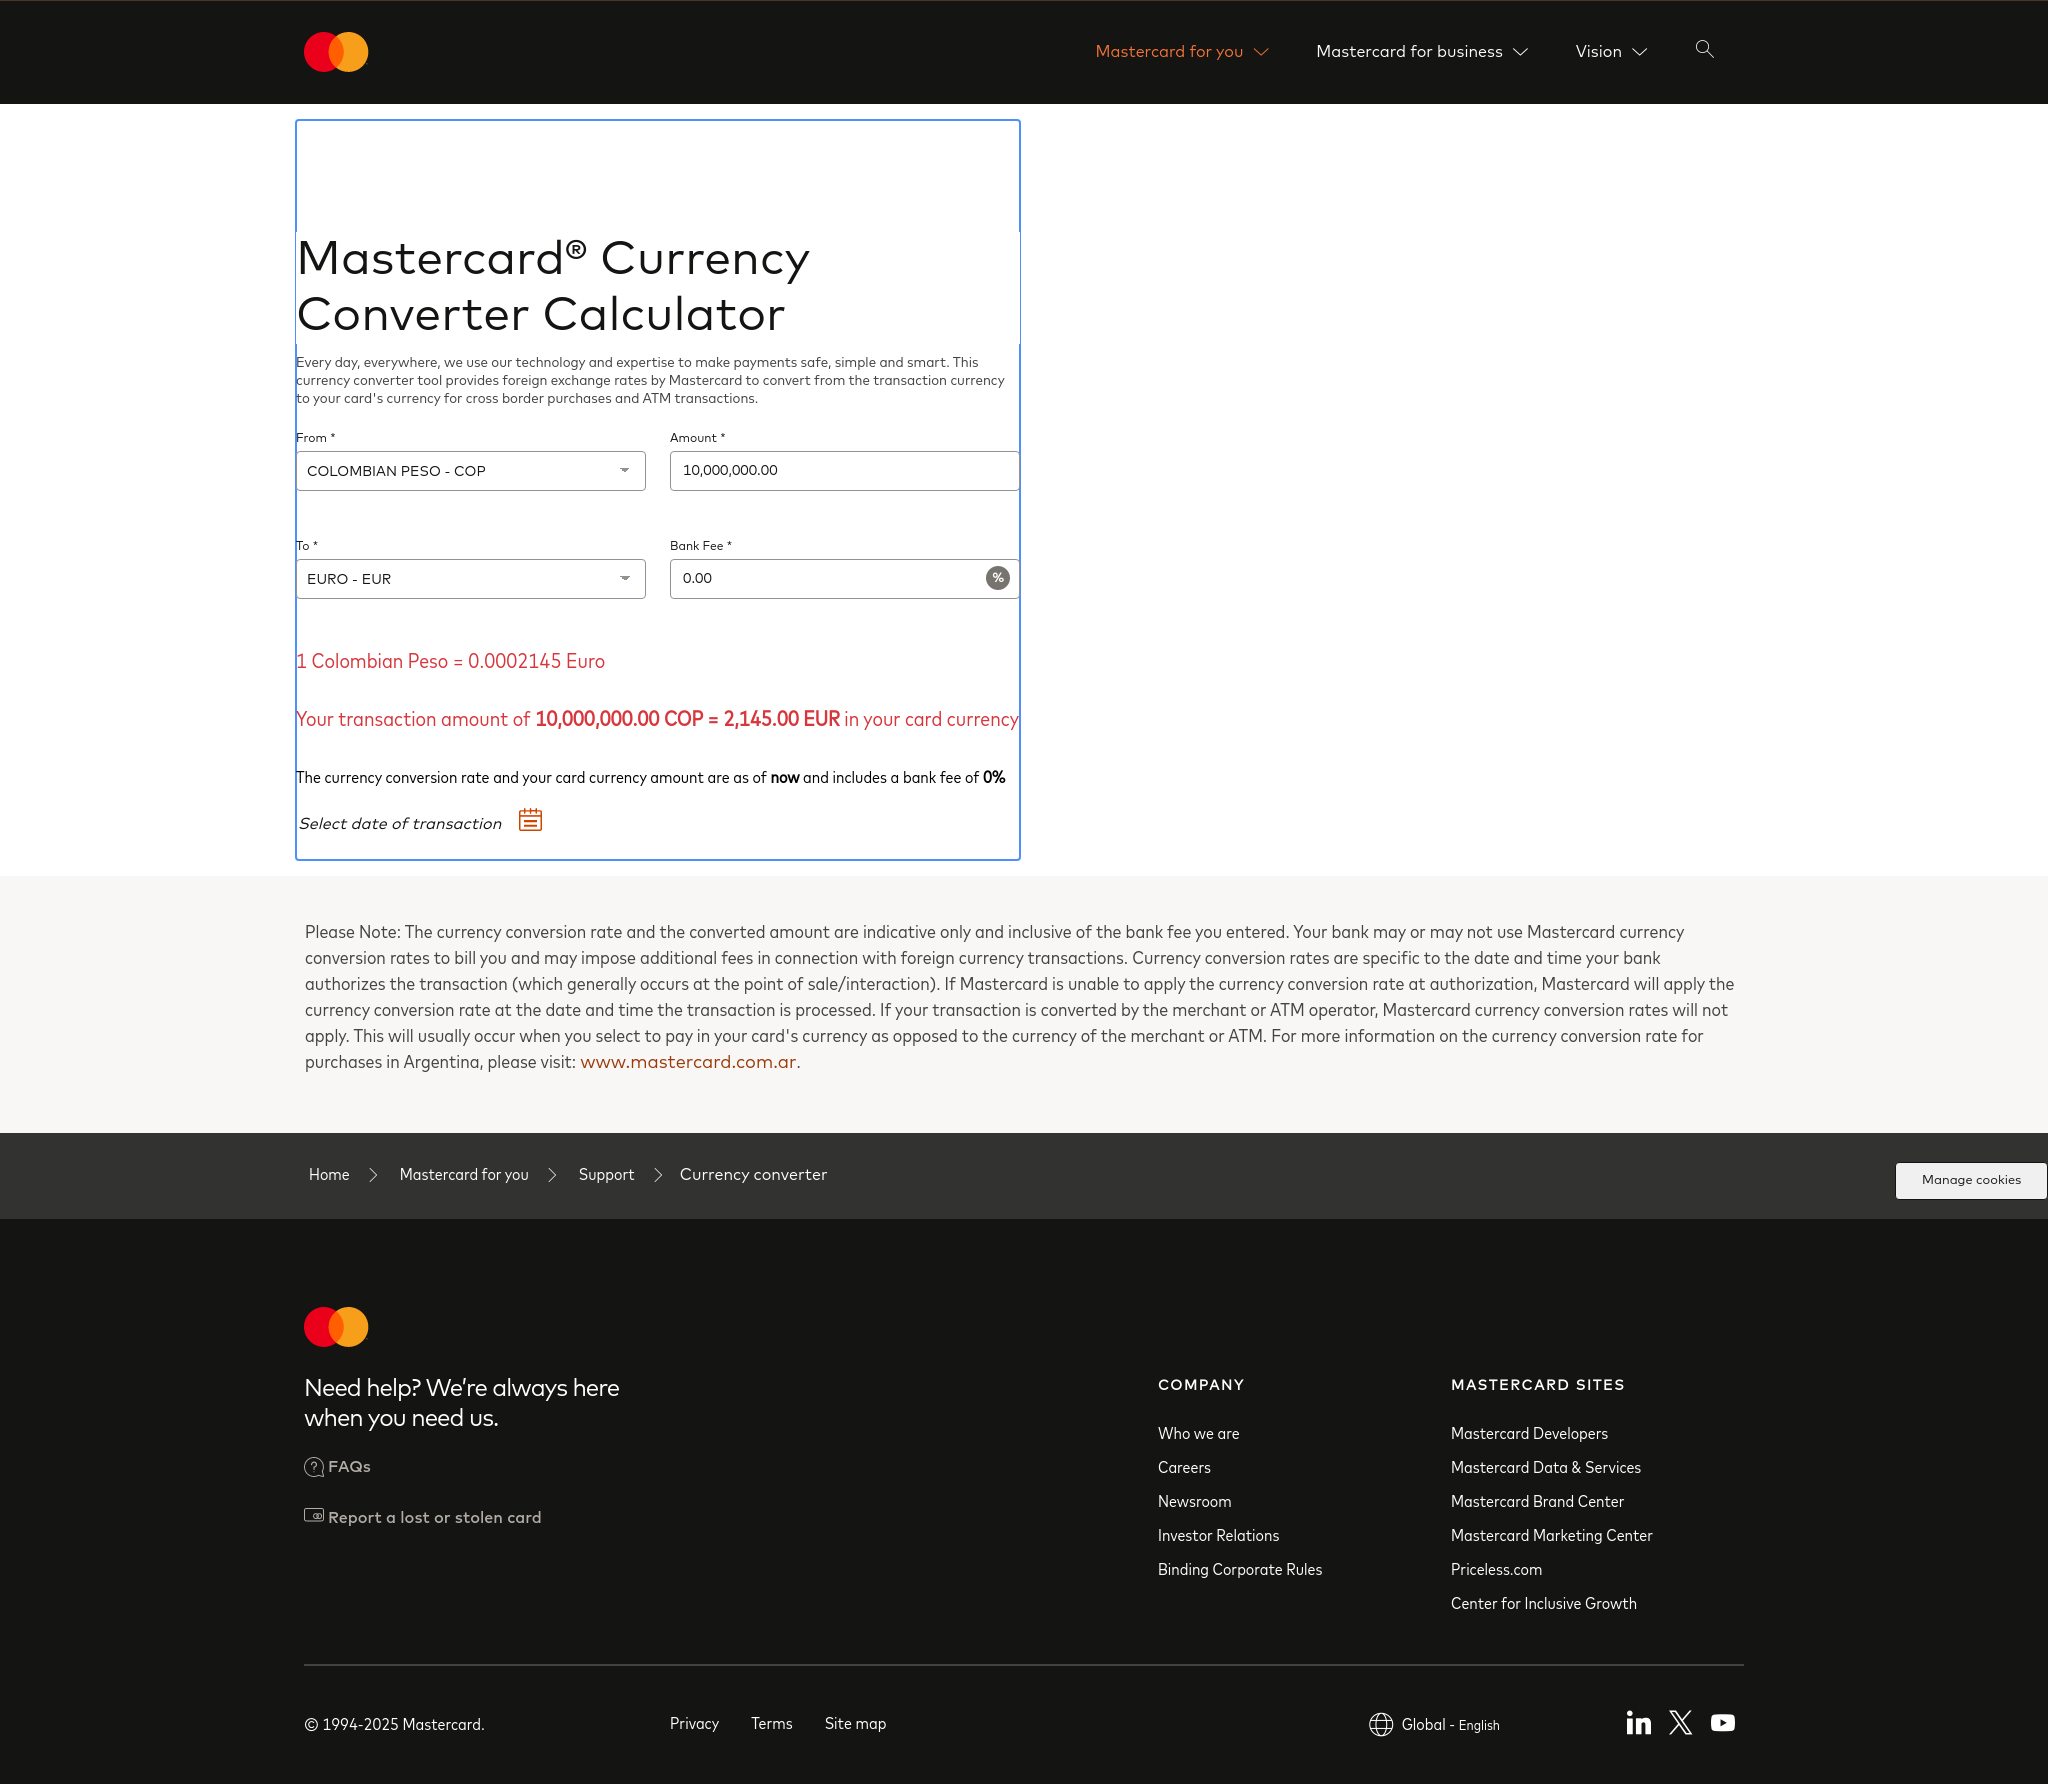 Mastercard for you
Mastercard for business
Vision
Mastercard® Currency
Converter Calculator
Every day, everywhere, we use our technology and expertise to make payments safe, simple and smart. This
currency converter tool provides foreign exchange rates by Mastercard to convert from the transaction currency
to your card's currency for cross border purchases and ATM transactions.
From *
Amount *
COLOMBIAN PESO - COP
10,000,000.00
To *
Bank Fee *
EURO - EUR
0.00
%
1 Colombian Peso = 0.0002145 Euro
Your transaction amount of 10,000,000.00 COP = 2,145.00 EUR in your card currency
The currency conversion rate and your card currency amount are as of now and includes a bank fee of 0%
Select date of transaction
Please Note: The currency conversion rate and the converted amount are indicative only and inclusive of the bank fee you entered. Your bank may or may not use Mastercard currency
conversion rates to bill you and may impose additional fees in connection with foreign currency transactions. Currency conversion rates are specific to the date and time your bank
authorizes the transaction (which generally occurs at the point of sale/interaction). If Mastercard is unable to apply the currency conversion rate at authorization, Mastercard will apply the
currency conversion rate at the date and time the transaction is processed. If your transaction is converted by the merchant or ATM operator, Mastercard currency conversion rates will not
apply. This will usually occur when you select to pay in your card's currency as opposed to the currency of the merchant or ATM. For more information on the currency conversion rate for
purchases in Argentina, please visit: www.mastercard.com.ar.
Home
Mastercard for you
Support
Currency converter
Manage cookies
Need help? We're always here
when you need us.
FAQs
Report a lost or stolen card
COMPANY
Who we are
Careers
Newsroom
Investor Relations
Binding Corporate Rules
MASTERCARD SITES
Mastercard Developers
Mastercard Data & Services
Mastercard Brand Center
Mastercard Marketing Center
Priceless.com
Center for Inclusive Growth
© 1994-2025 Mastercard.
Privacy
Terms
Site map
Global - English